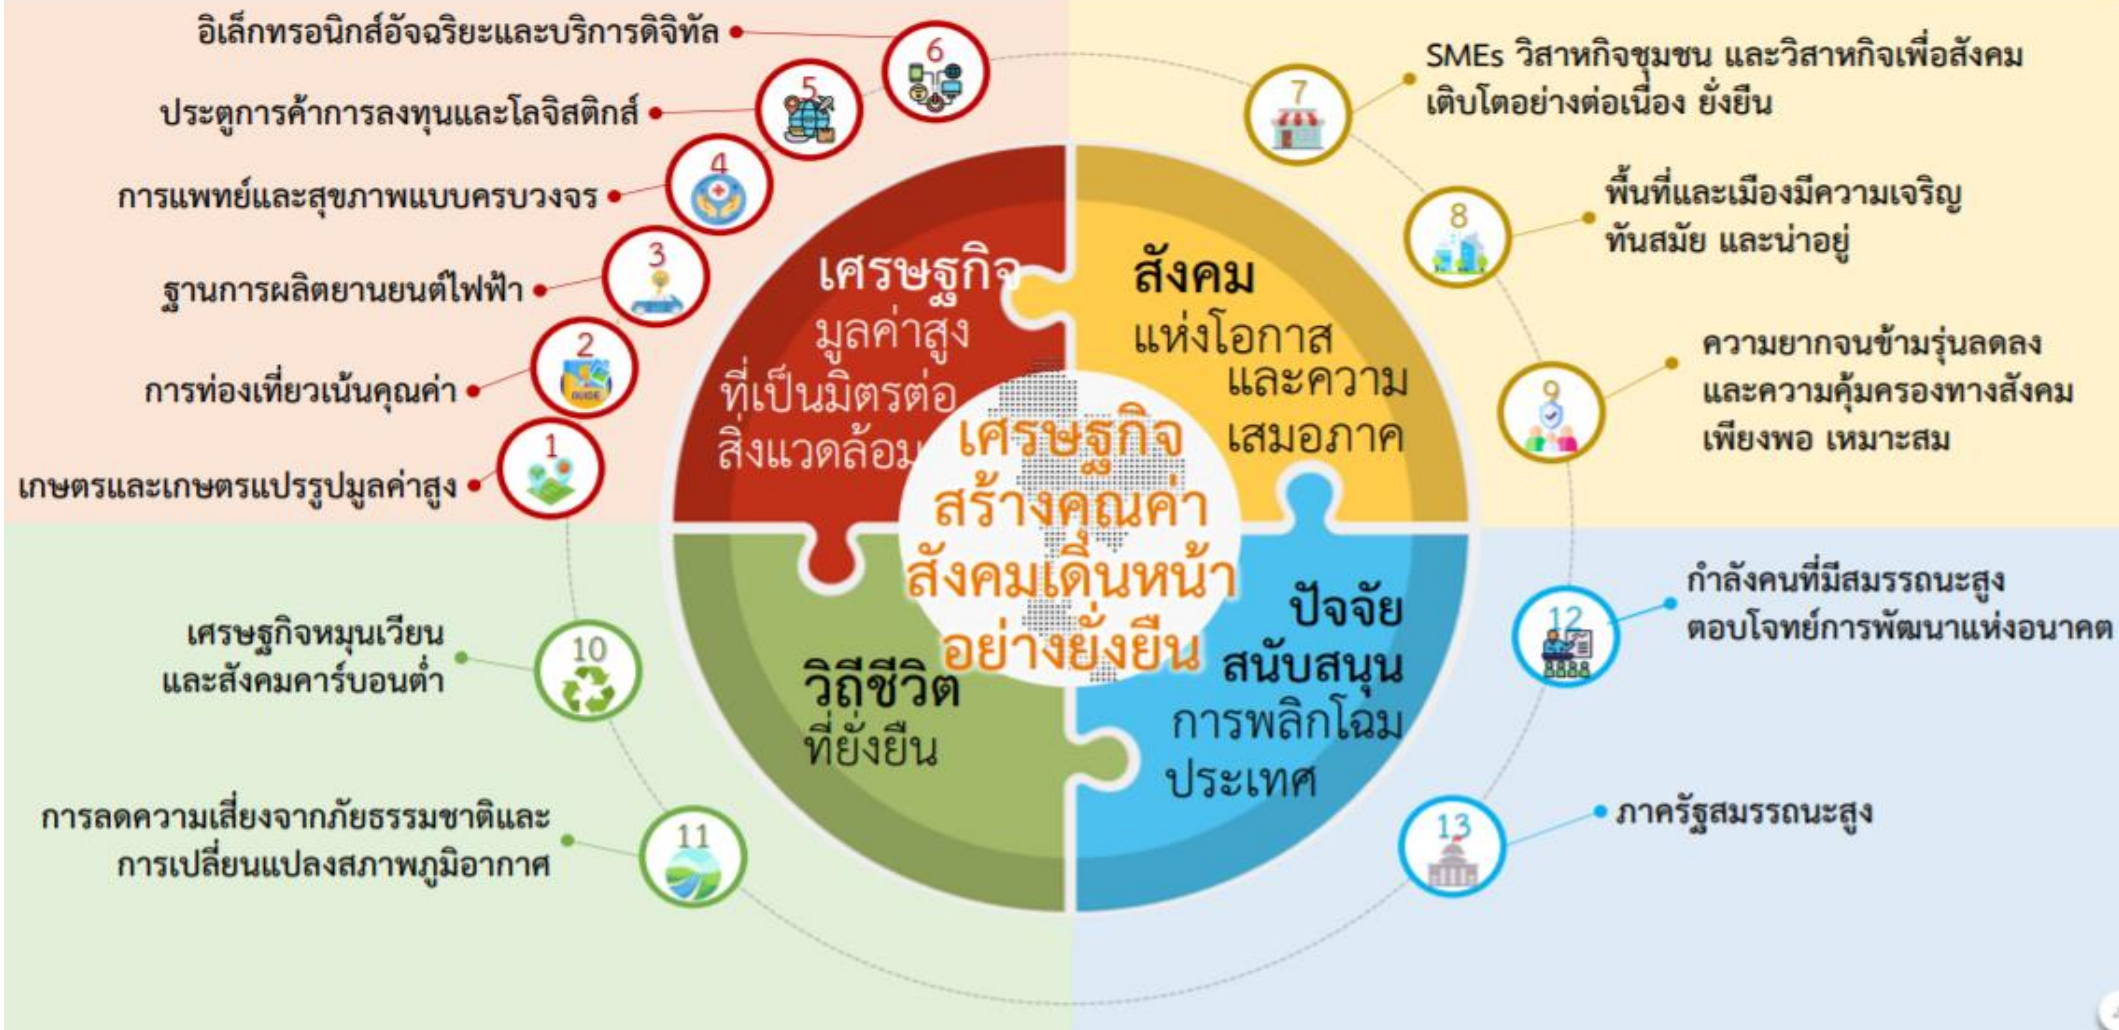 อิเล็กทรอนิกส์อัจฉริยะและบริการดิจิทัล
6
ประตูการค้าการลงทุนและโลจิสติกส์
5
การแพทย์และสุขภาพแบบครบวงจร
4
ฐานการผลิตยานยนต์ไฟฟ้า
3
การท่องเที่ยวเน้นคุณค่า
2
GUIDE
เกษตรและเกษตรแปรรูปมูลค่าสูง
1
7
SMEs วิสาหกิจชุมชน และวิสาหกิจเพื่อสังคม
เติบโตอย่างต่อเนื่อง ยั่งยืน
8
พื้นที่และเมืองมีความเจริญ
ทันสมัย และน่าอยู่
9
ความยากจนข้ามรุ่นลดลง
และความคุ้มครองทางสังคม
เพียงพอ เหมาะสม
เศรษฐกิจ
มูลค่าสูง
ที่เป็นมิตรต่อ
สิ่งแวดล้อม
สังคม
แห่งโอกาส
และความ
เสมอภาค
เศรษฐกิจ
สร้างคุณค่า
สังคมเดินหน้า
อย่างยั่งยืน
วิถีชีวิต
ที่ยั่งยืน
ปัจจัย
สนับสนุน
การพลิกโฉม
ประเทศ
เศรษฐกิจหมุนเวียน
และสังคมคาร์บอนต่ำ
10
การลดความเสี่ยงจากภัยธรรมชาติและ
การเปลี่ยนแปลงสภาพภูมิอากาศ
11
12
กำลังคนที่มีสมรรถนะสูง
ตอบโจทย์การพัฒนาแห่งอนาคต
13
ภาครัฐสมรรถนะสูง